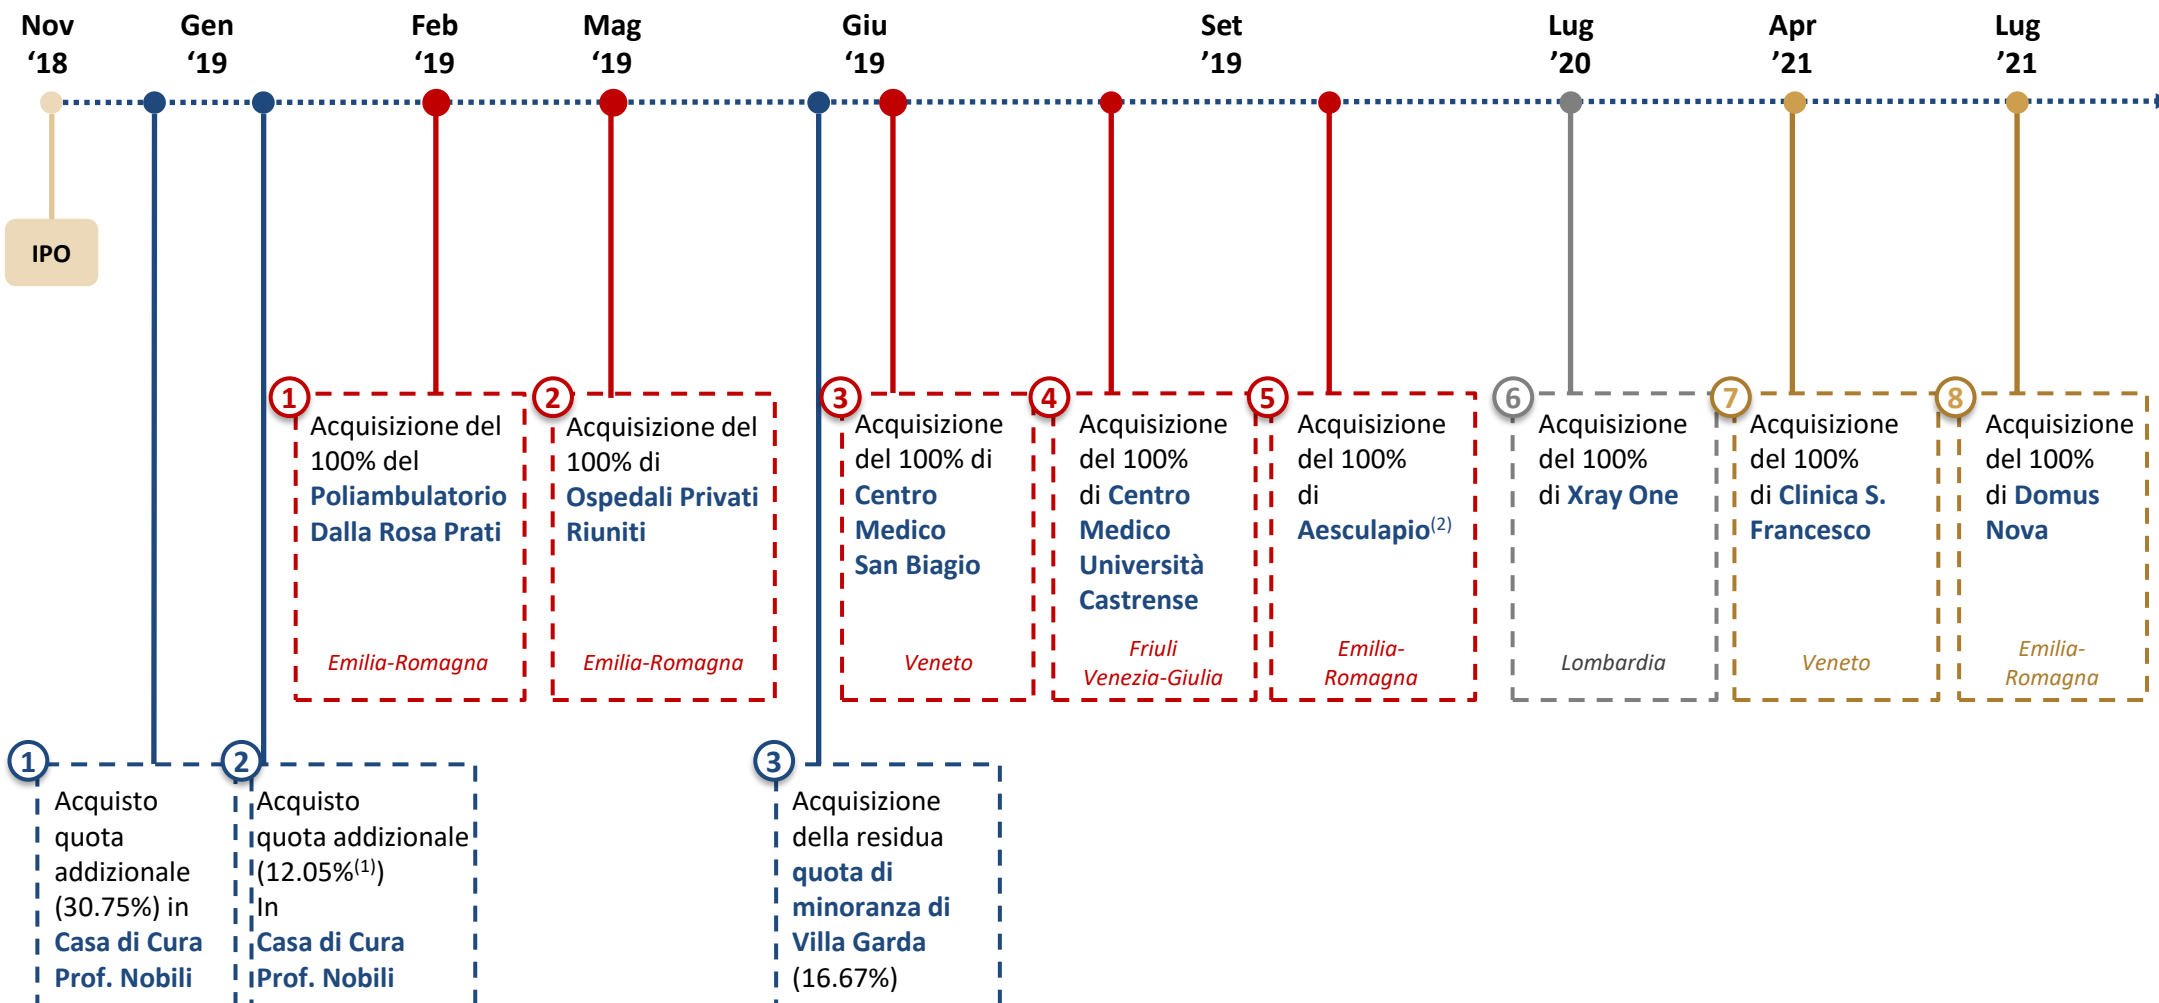 Nov
‘18
Gen
‘19
Feb
‘19
Mag
‘19
Giu
‘19
Set
’19
Lug
’20
Apr
’21
Lug
’21
IPO
1
Acquisizione del
100% del
Poliambulatorio
Dalla Rosa Prati
Emilia-Romagna
2
Acquisizione del
100% di
Ospedali Privati
Riuniti
Emilia-Romagna
3
Acquisizione
del 100% di
Centro
Medico
San Biagio
Veneto
4
Acquisizione
del 100%
di Centro
Medico
Università
Castrense
Friuli
Venezia-Giulia
5
Acquisizione
del 100%
di
Aesculapio(2)
Emilia-
Romagna
6
Acquisizione
del 100%
di Xray One
Lombardia
7
Acquisizione
del 100%
di Clinica S.
Francesco
Veneto
8
Acquisizione
del 100%
di Domus
Nova
Emilia-
Romagna
1
Acquisto
quota
addizionale
(30.75%) in
Casa di Cura
Prof. Nobili
2
Acquisto
quota addizionale
(12.05%(1))
In
Casa di Cura
Prof. Nobili
3
Acquisizione
della residua
quota di
minoranza di
Villa Garda
(16.67%)